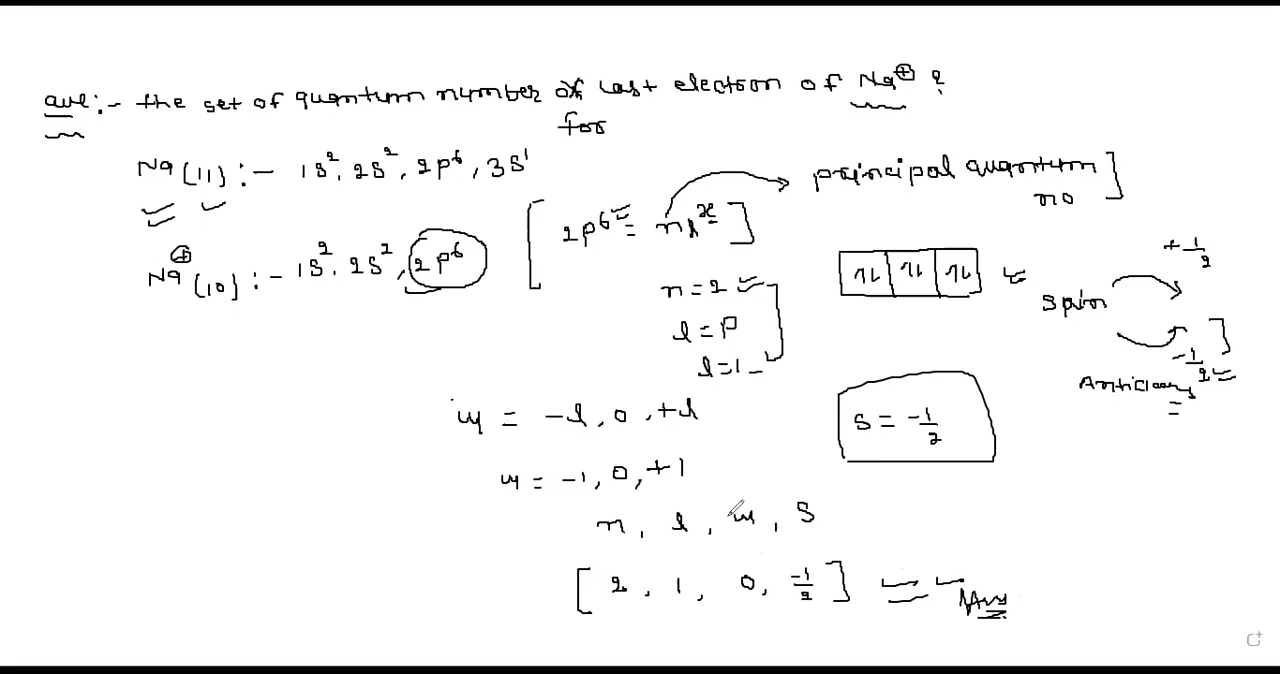 Que:- the set of quantum number of last electron of Na⊕ ?
for
Na(11):- 1s², 2s², 2p⁶, 3s¹
principal quantum no ]
Na⊕(10):- 1s², 2s², 2p⁶ [ 2p⁶ = nlˣ ]
n = 2
l = p
l = 1
spin +1/2
-1/2 ]
m = -l, 0, +l
s = -1/2
m = -1, 0, +1
n, l, m, s
[ 2, 1, 0, -1/2 ] Ans